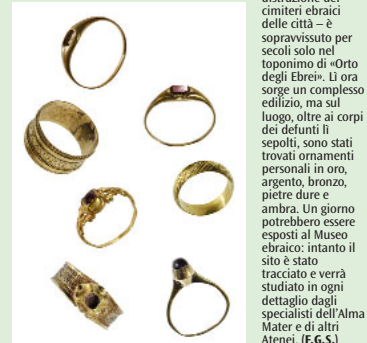 distruzione dei
cimiteri ebraici
delle città – è
sopravvissuto per
secoli solo nel
toponimo di «Orto
degli Ebrei». Lì ora
sorge un complesso
edilizio, ma sul
luogo, oltre ai corpi
dei defunti lì
sepolti, sono stati
trovati ornamenti
personali in oro,
argento, bronzo,
pietre dure e
ambra. Un giorno
potrebbero essere
esposti al Museo
ebraico: intanto il
sito è stato
tracciato e verrà
studiato in ogni
dettaglio dagli
specialisti dell'Alma
Mater e di altri
Atenei. (F.G.S.)